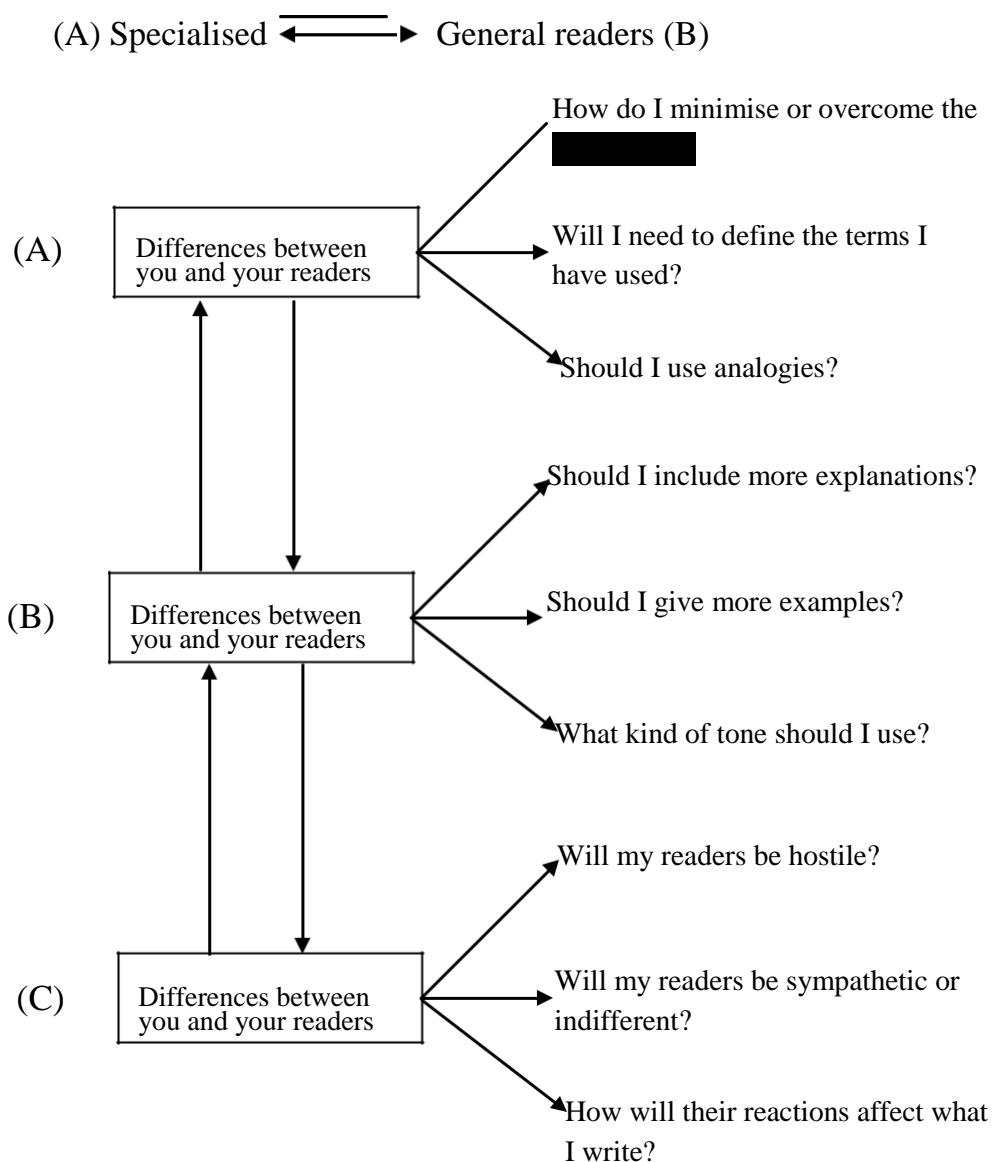 (A) Specialised General readers (B)
How do I minimise or overcome the
(A)
Differences between
you and your readers
Will I need to define the terms I
have used?
Should I use analogies?
Should I include more explanations?
(B)
Differences between
you and your readers
Should I give more examples?
What kind of tone should I use?
Will my readers be hostile?
(C)
Differences between
you and your readers
Will my readers be sympathetic or
indifferent?
How will their reactions affect what
I write?